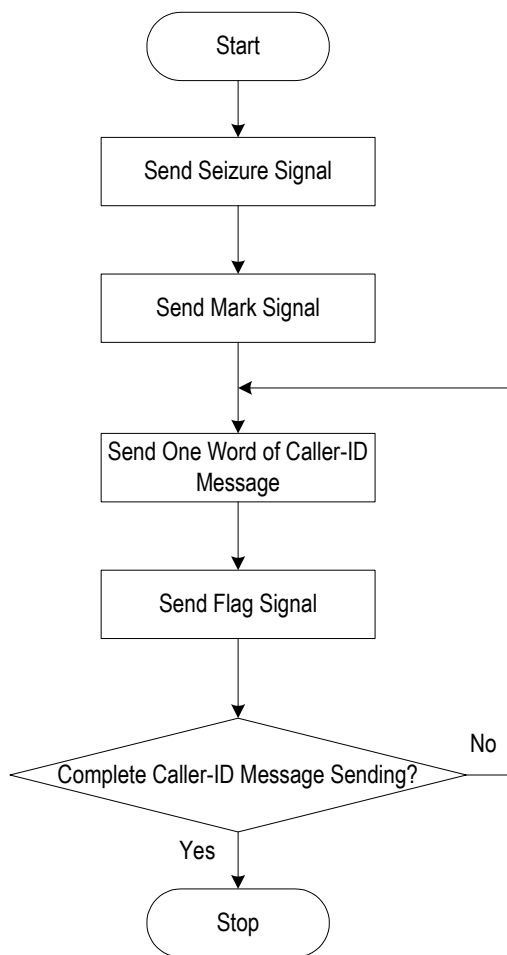 Start
Send Seizure Signal
Send Mark Signal
Send One Word of Caller-ID
Message
Send Flag Signal
Complete Caller-ID Message Sending?
No
Yes
Stop